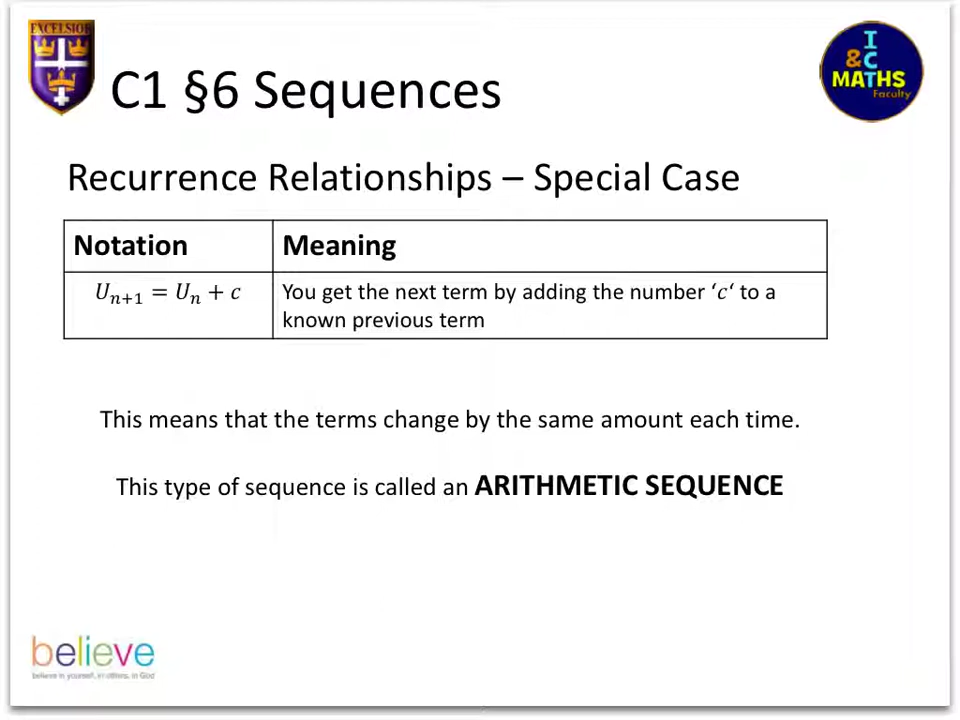 EXCELSIOR
I
& C
MATHS
Faculty
C1 §6 Sequences
Recurrence Relationships – Special Case
Notation
Meaning
Uₙ₊₁ = Uₙ + c
You get the next term by adding the number ‘c‘ to a
known previous term
This means that the terms change by the same amount each time.
This type of sequence is called an ARITHMETIC SEQUENCE
believe
believe in yourself, in others, in God